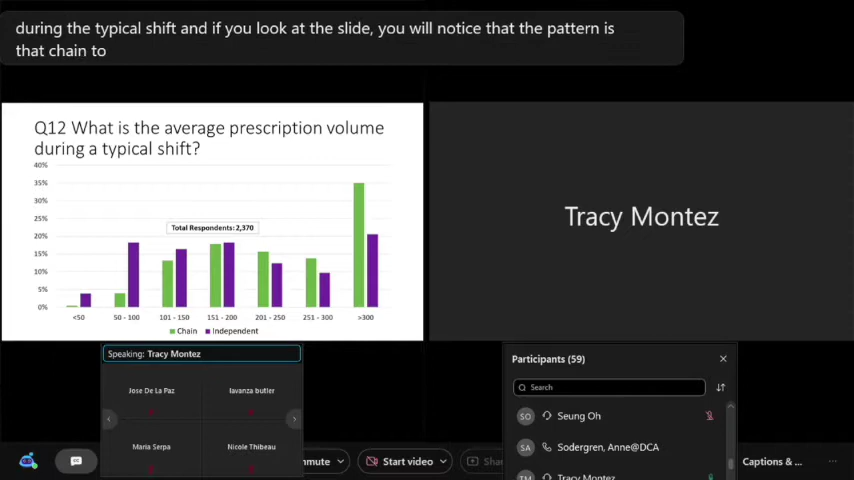 during the typical shift and if you look at the slide, you will notice that the pattern is
that chain to
Q12 What is the average prescription volume
during a typical shift?
40%
35%
30%
25%
20%
15%
10%
5%
0%
Total Respondents: 2,370
<50 50 - 100 101 - 150 151 - 200 201 - 250 251 - 300 >300
Chain Independent
Tracy Montez
Speaking: Tracy Montez
Jose De La Paz lavanza butler
Maria Serpa Nicole Thibeau
Participants (59)
Search
SO Seung Oh
SA Sodergren, Anne@DCA
TM Tracy Montez
mute
Start video
Shar
Captions & ...